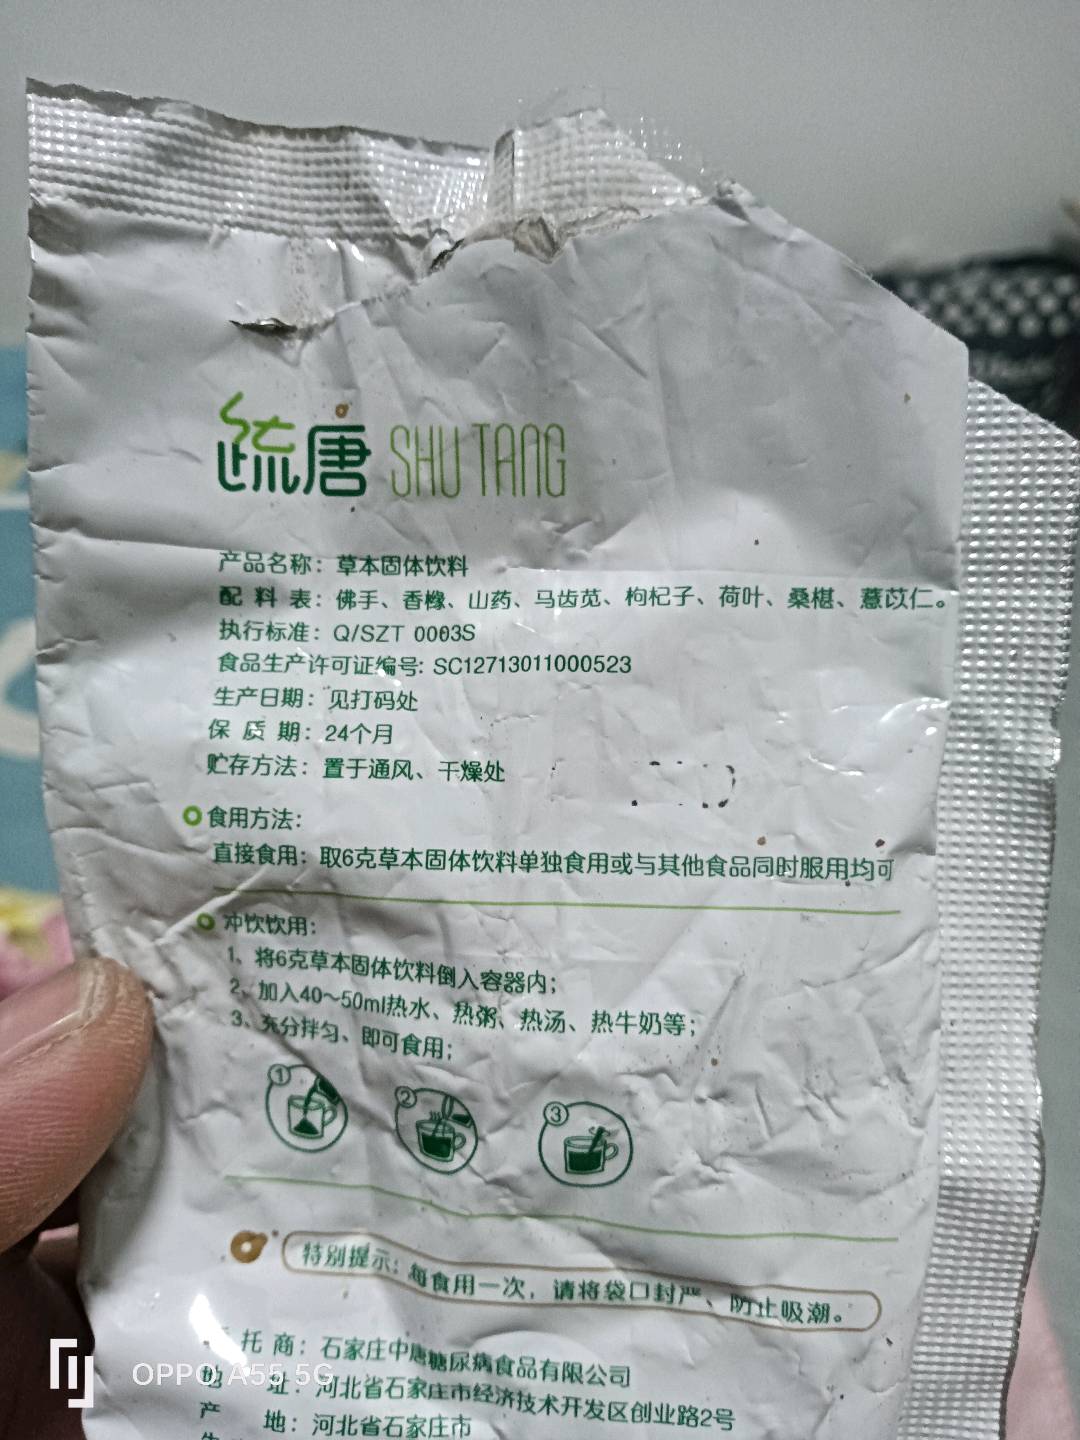 疏唐 SHU TANG
产品名称：草本固体饮料
配料表：佛手、香橼、山药、马齿苋、枸杞子、荷叶、桑椹、薏苡仁。
执行标准：Q/SZT 0003S
食品生产许可证编号：SC12713011000523
生产日期：见打码处
保质期：24个月
贮存方法：置于通风、干燥处
食用方法：
直接食用：取6克草本固体饮料单独食用或与其他食品同时服用均可
冲饮饮用：
1、将6克草本固体饮料倒入容器内；
2、加入40～50ml热水、热粥、热汤、热牛奶等；
3、充分拌匀、即可食用；
1
2
3
特别提示：每食用一次，请将袋口封严、防止吸潮。
托商：石家庄中唐糖尿病食品有限公司
地址：河北省石家庄市经济技术开发区创业路2号
产地：河北省石家庄市
OPPO A55 5G